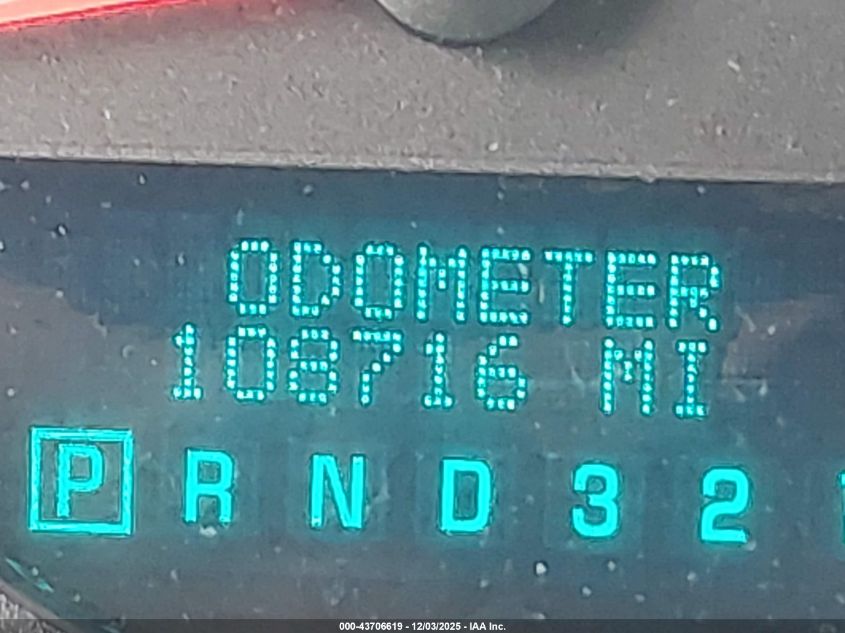 ODOMETER
108716 MI
P R N D 3 2
000-43706619 - 12/03/2025 - IAA Inc.